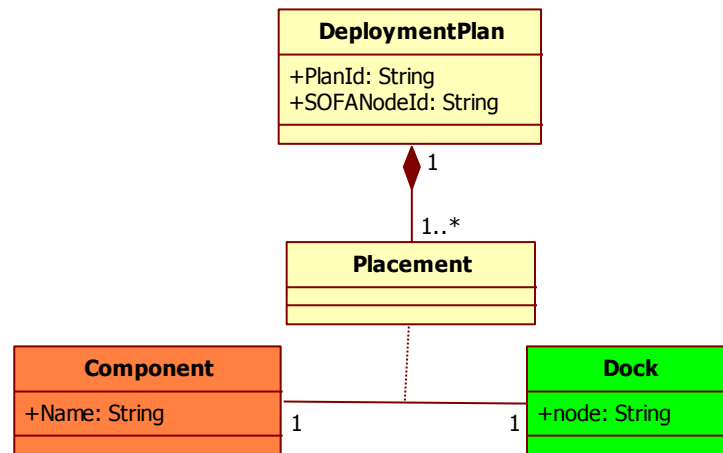 DeploymentPlan
+PlanId: String
+SOFANodeId: String
1
1..*
Placement
Component
Dock
+Name: String
1
1
+node: String